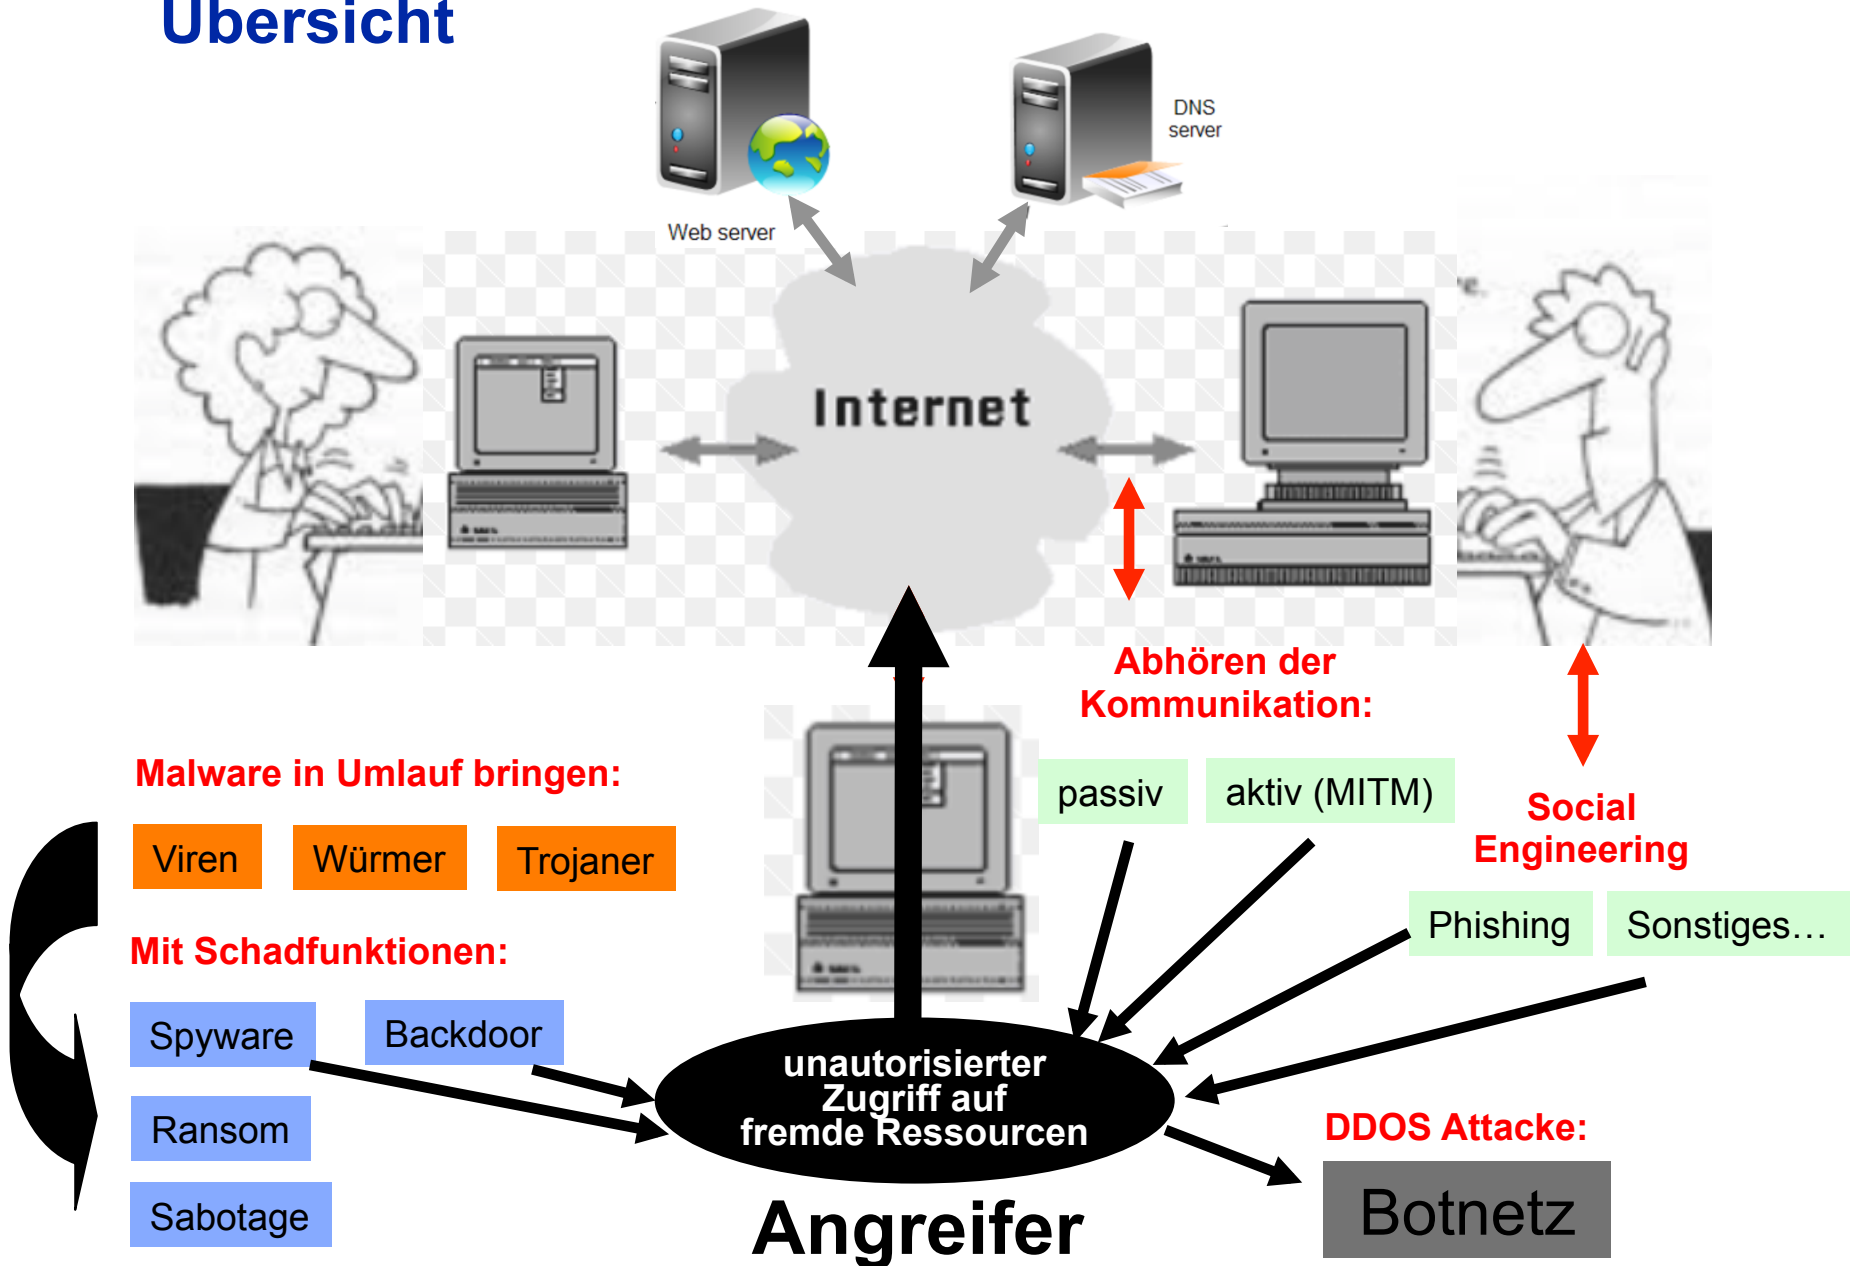 Übersicht
DNS
server
Web server
e.
Internet
Abhören der
Kommunikation:
Malware in Umlauf bringen:
passiv
aktiv (MITM)
Social
Engineering
Viren
Würmer
Trojaner
Phishing
Sonstiges…
Mit Schadfunktionen:
Spyware
Backdoor
unautorisierter
Zugriff auf
fremde Ressourcen
Ransom
DDOS Attacke:
Sabotage
Botnetz
Angreifer